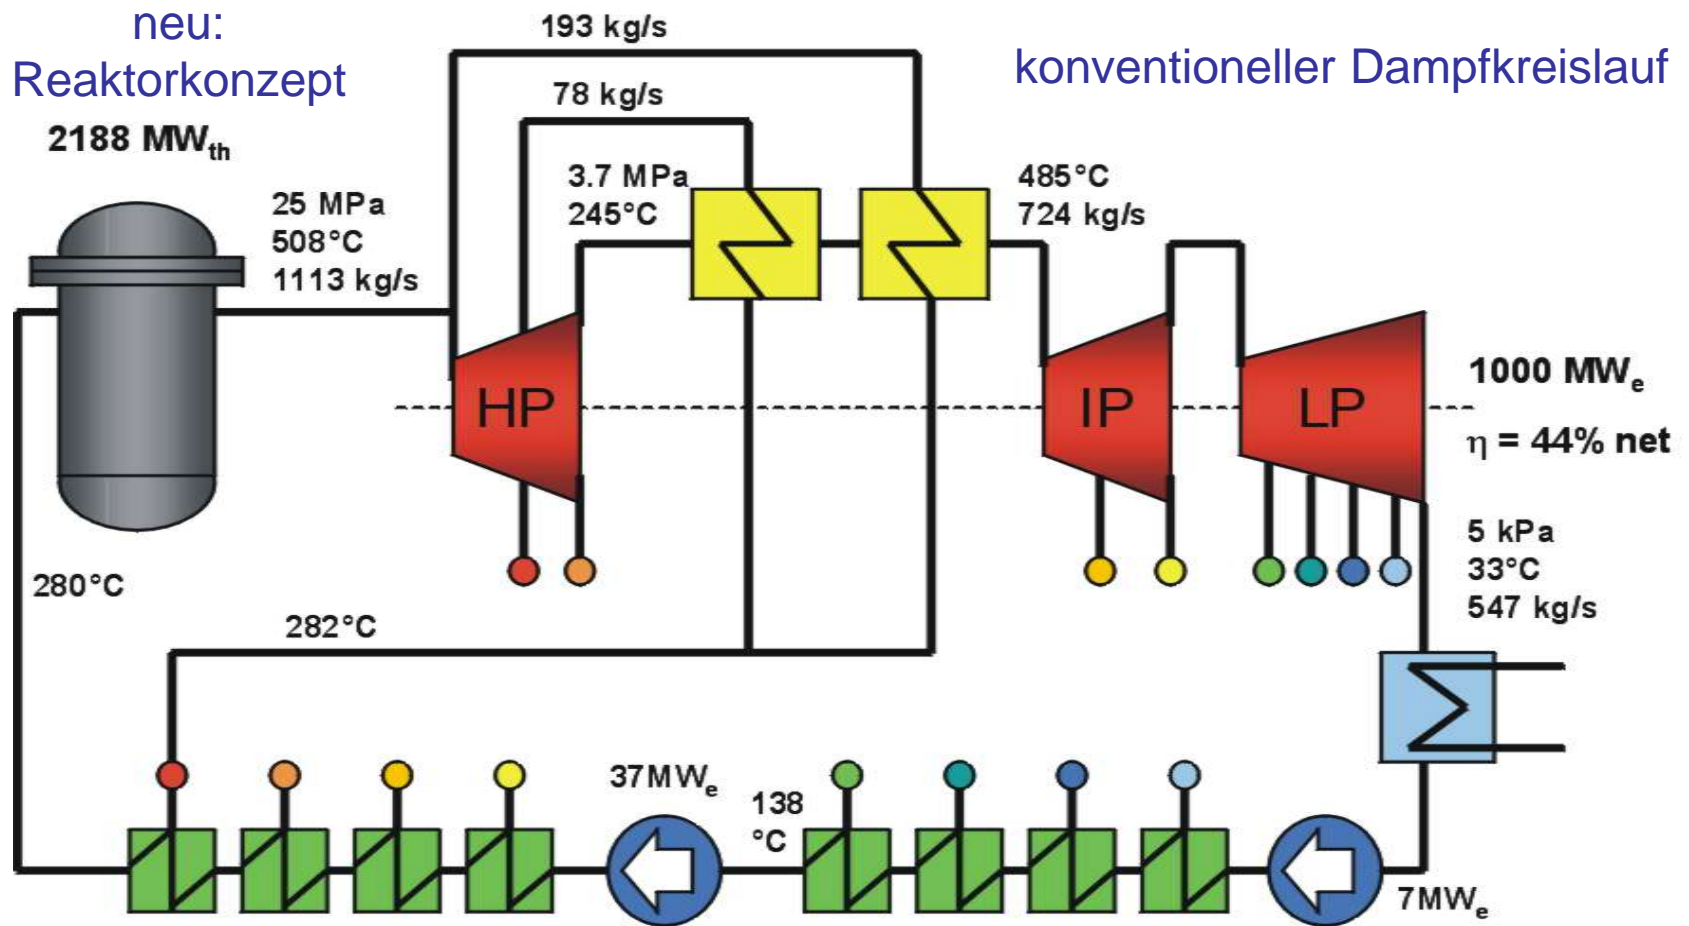 neu:
Reaktorkonzept
konventioneller Dampfkreislauf
193 kg/s
78 kg/s
2188 MWth
25 MPa
508°C
1113 kg/s
3.7 MPa
245°C
485°C
724 kg/s
HP
IP
LP
1000 MWe
η = 44% net
5 kPa
33°C
547 kg/s
280°C
282°C
37MWe
138
°C
7MWe